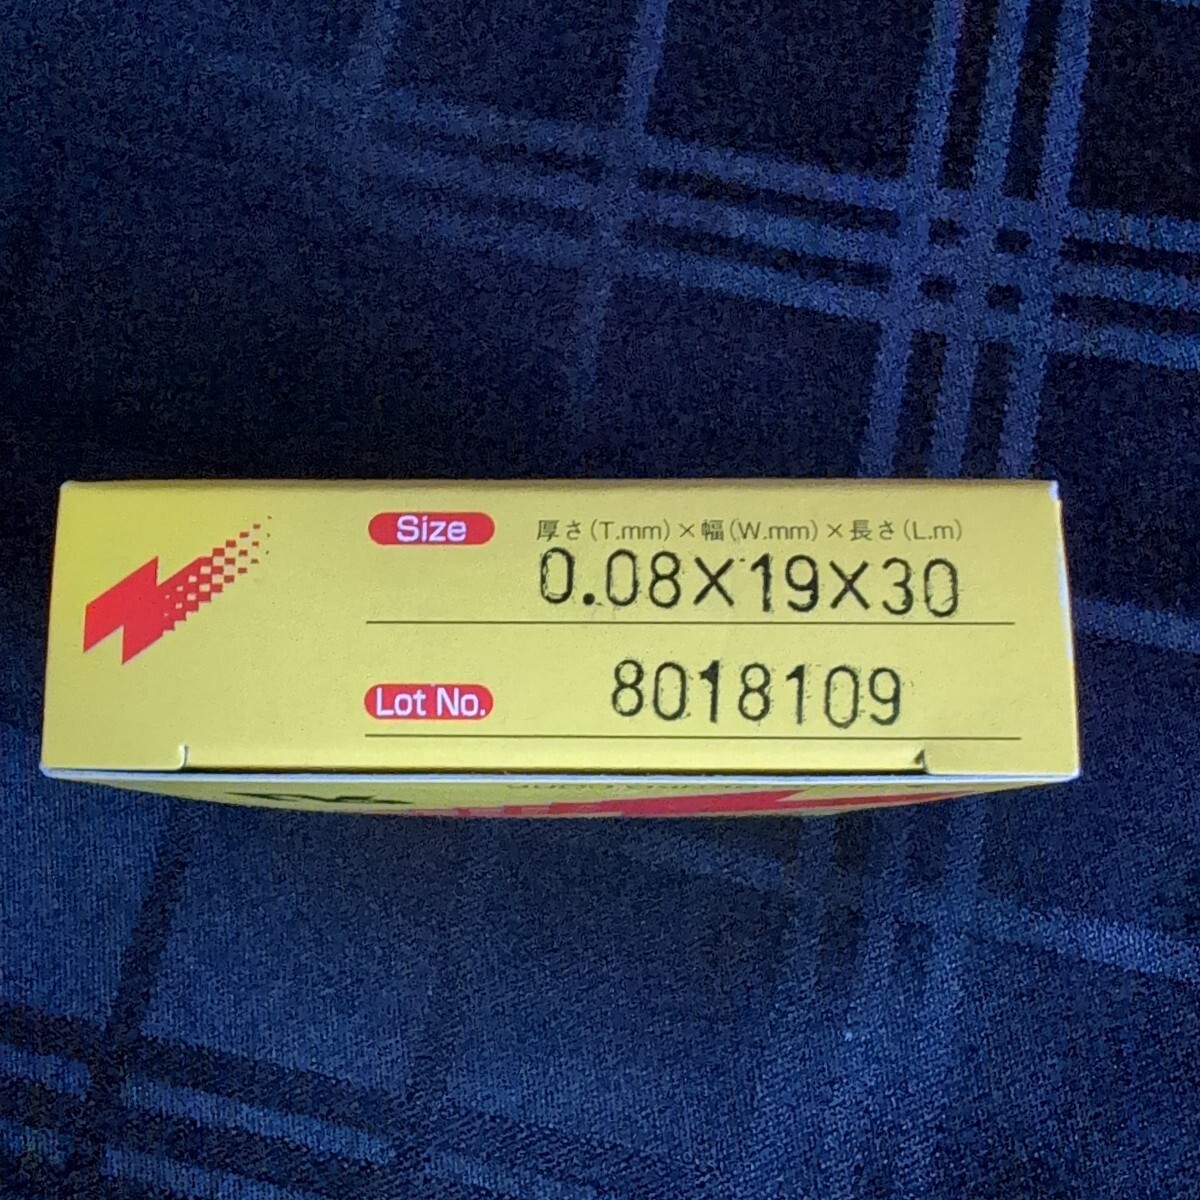 Size 厚さ(T.mm)×幅(W.mm)×長さ(L.m)
0.08×19×30
Lot No. 8018109